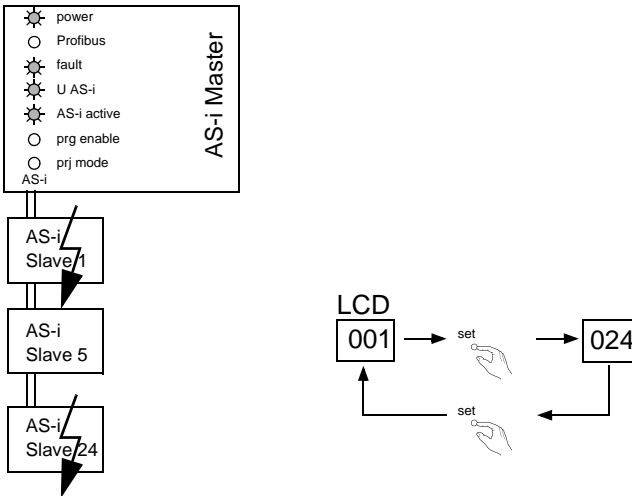 power
Profibus
fault
U AS-i
AS-i active
prg enable
prj mode
AS-i
AS-i Master
AS-i
Slave 1
AS-i
Slave 5
AS-i
Slave 24
LCD
001
set
024
set